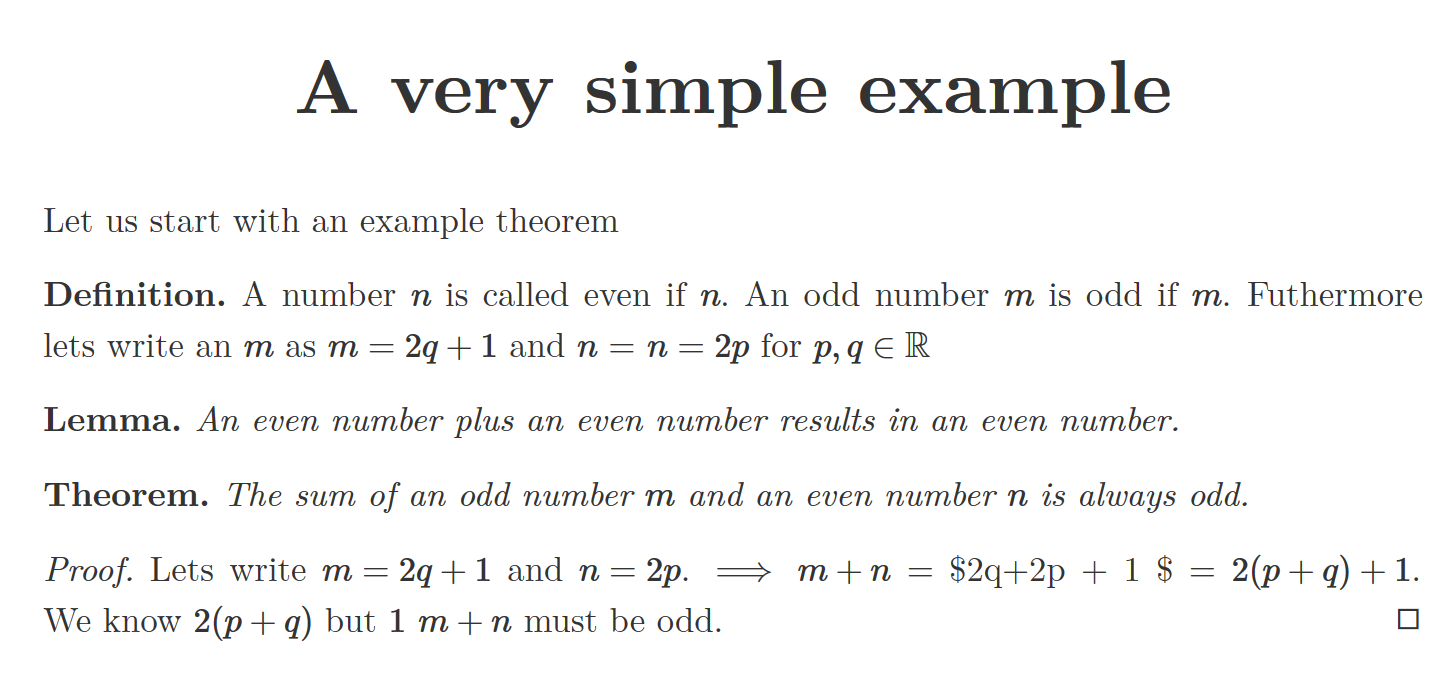 A very simple example
Let us start with an example theorem
Definition. A number n is called even if n. An odd number m is odd if m. Futhermore
lets write an m as m = 2q + 1 and n = n = 2p for p, q ∈ ℝ
Lemma. An even number plus an even number results in an even number.
Theorem. The sum of an odd number m and an even number n is always odd.
Proof. Lets write m = 2q + 1 and n = 2p. ⟹ m + n = $2q+2p + 1 $ = 2(p + q) + 1.
We know 2(p + q) but 1 m + n must be odd. □